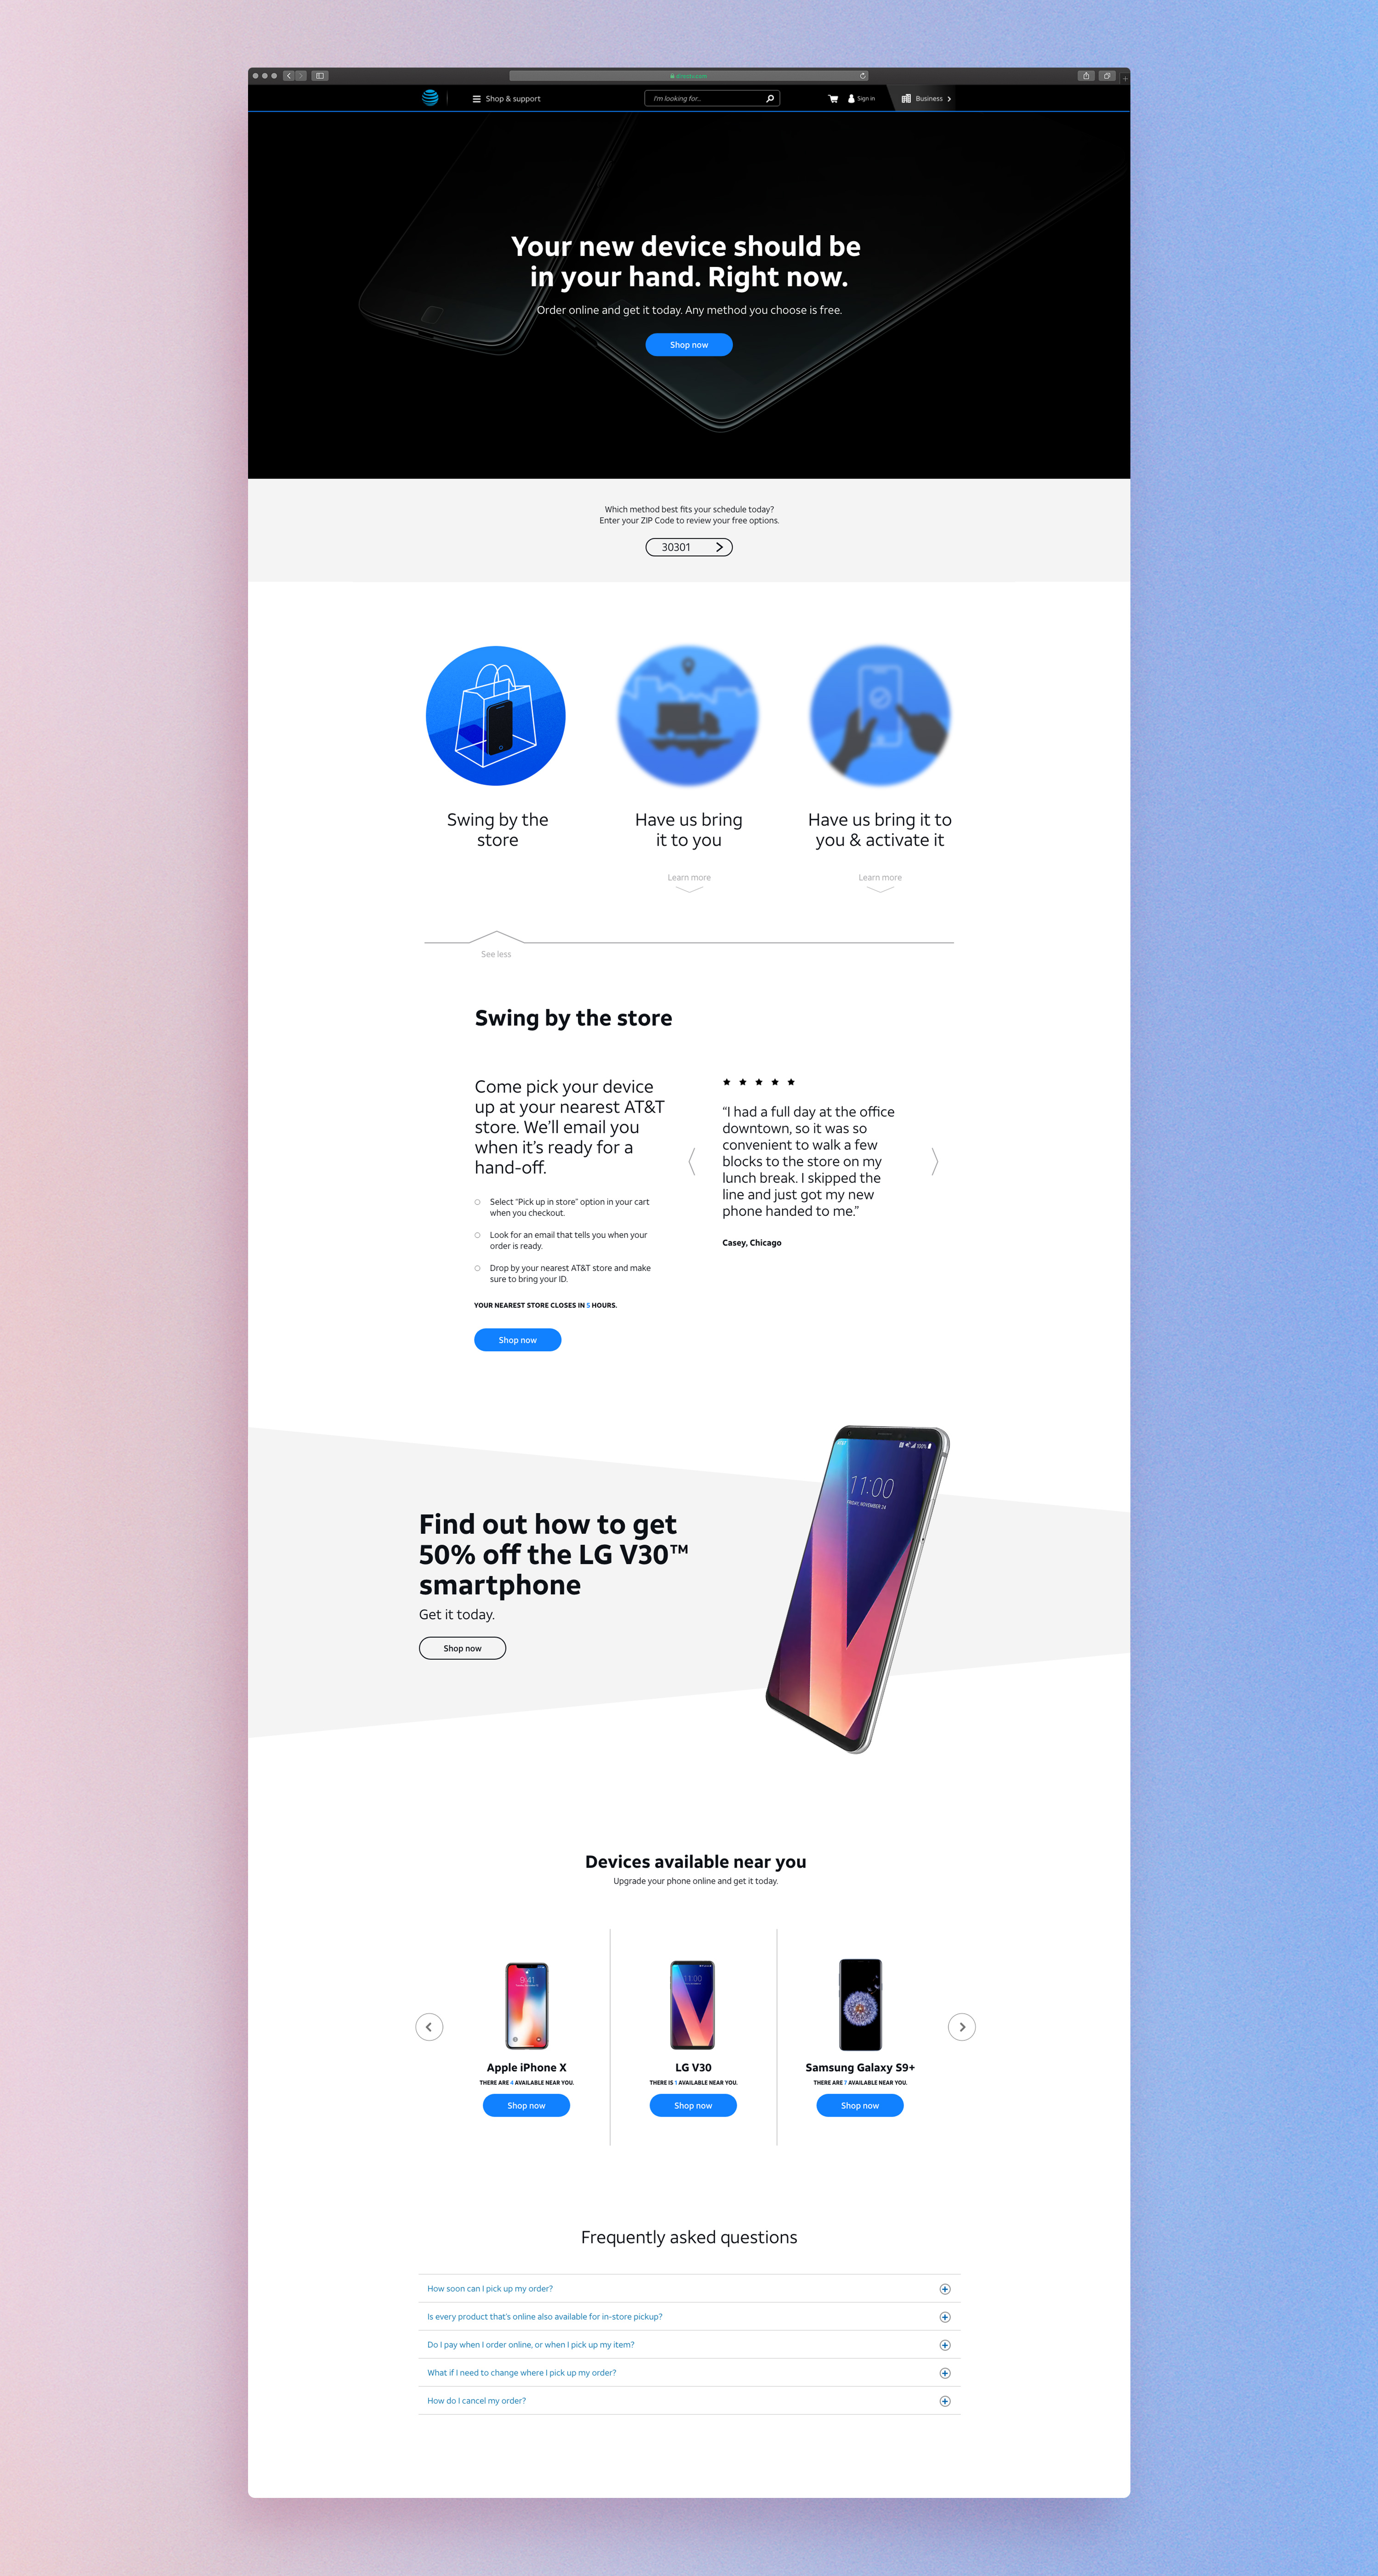 Shop & support
I'm looking for...
Sign in
Business
Your new device should be
in your hand. Right now.
Order online and get it today. Any method you choose is free.
Shop now
Which method best fits your schedule today?
Enter your ZIP Code to review your free options.
30301
Swing by the
store
Have us bring
it to you
Learn more
Have us bring it to
you & activate it
Learn more
See less
Swing by the store
Come pick your device
up at your nearest AT&T
store. We’ll email you
when it’s ready for a
hand-off.
Select “Pick up in store” option in your cart
when you checkout.
Look for an email that tells you when your
order is ready.
Drop by your nearest AT&T store and make
sure to bring your ID.
YOUR NEAREST STORE CLOSES IN 5 HOURS.
Shop now
“I had a full day at the office
downtown, so it was so
convenient to walk a few
blocks to the store on my
lunch break. I skipped the
line and just got my new
phone handed to me.”
Casey, Chicago
Find out how to get
50% off the LG V30™
smartphone
Get it today.
Shop now
AT&T
100%
11:00
FRIDAY, NOVEMBER 24
Devices available near you
Upgrade your phone online and get it today.
9:41
Apple iPhone X
THERE ARE 4 AVAILABLE NEAR YOU.
Shop now
11:00
LG V30
THERE IS 1 AVAILABLE NEAR YOU.
Shop now
Samsung Galaxy S9+
THERE ARE 7 AVAILABLE NEAR YOU.
Shop now
Frequently asked questions
How soon can I pick up my order?
Is every product that's online also available for in-store pickup?
Do I pay when I order online, or when I pick up my item?
What if I need to change where I pick up my order?
How do I cancel my order?